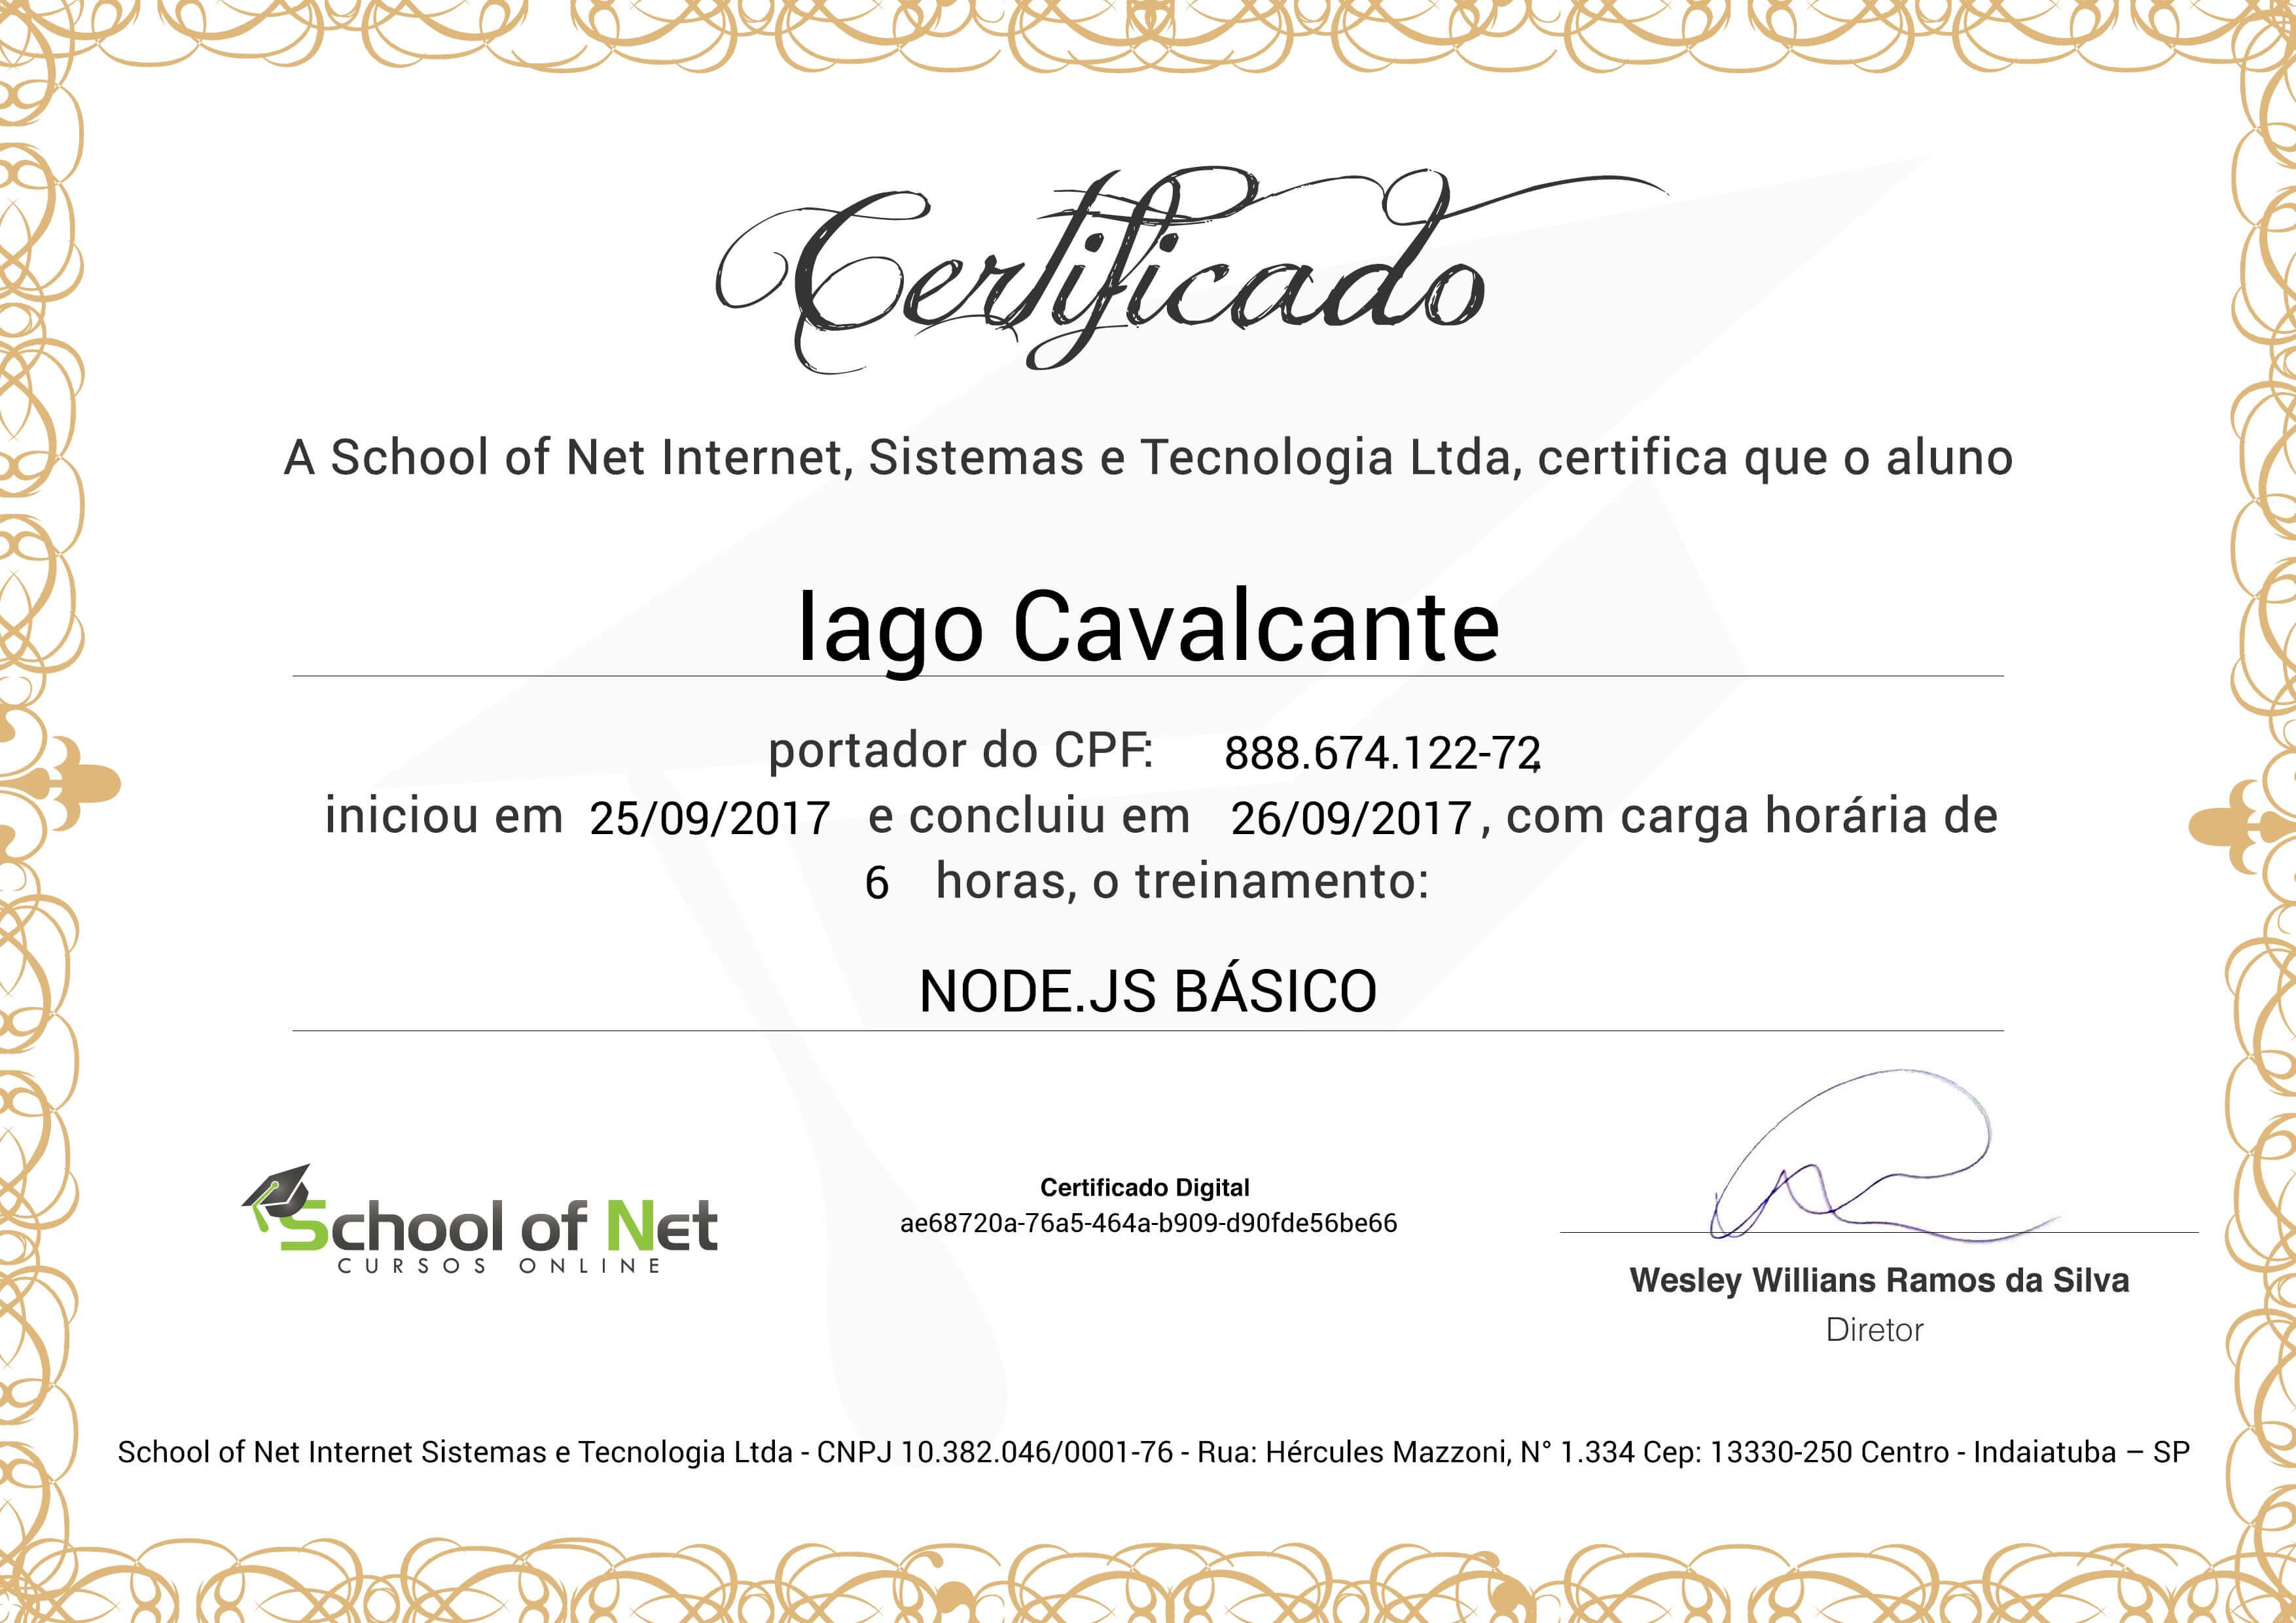 Certificado
A School of Net Internet, Sistemas e Tecnologia Ltda, certifica que o aluno
Iago Cavalcante
portador do CPF: 888.674.122-72,
iniciou em 25/09/2017 e concluiu em 26/09/2017, com carga horária de
6 horas, o treinamento:
NODE.JS BÁSICO
School of Net
CURSOS ONLINE
Certificado Digital
ae68720a-76a5-464a-b909-d90fde56be66
Wesley Willians Ramos da Silva
Diretor
School of Net Internet Sistemas e Tecnologia Ltda - CNPJ 10.382.046/0001-76 - Rua: Hércules Mazzoni, N° 1.334 Cep: 13330-250 Centro - Indaiatuba – SP